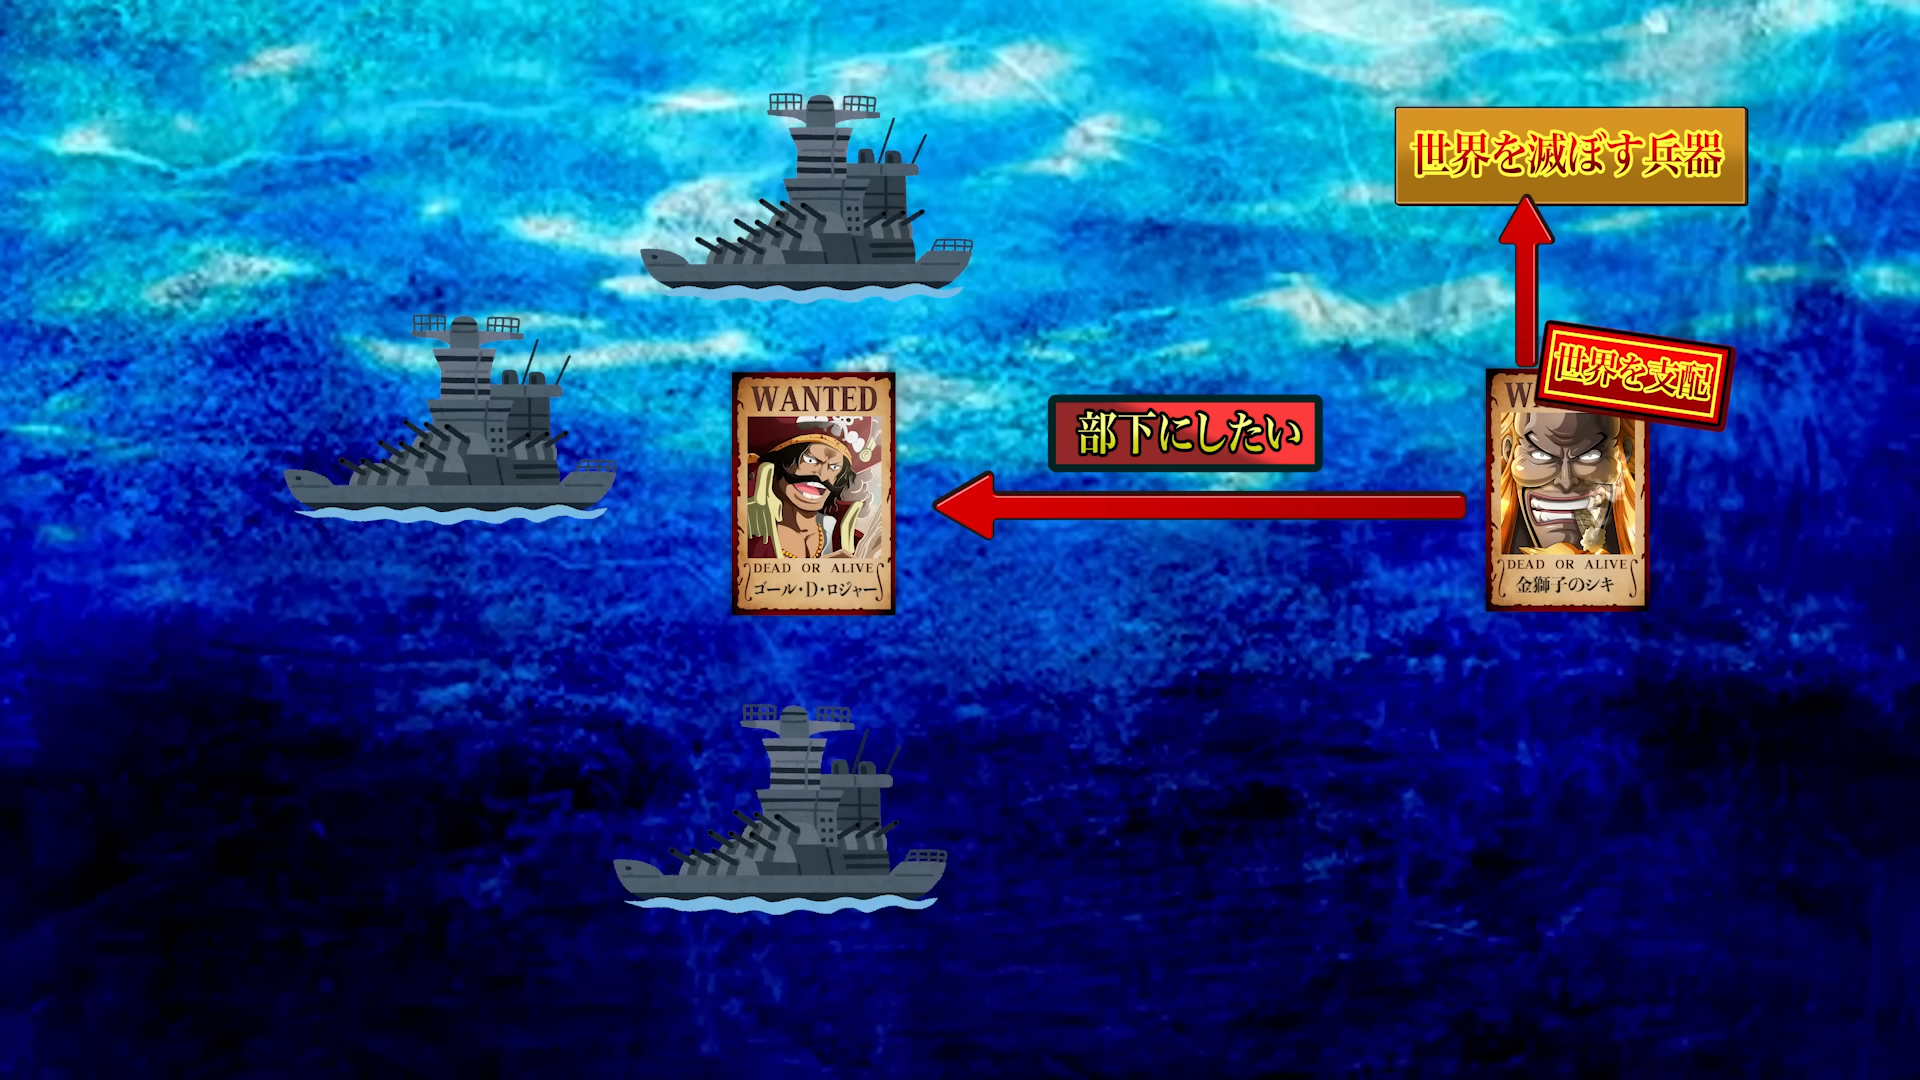 世界を滅ぼす兵器
世界を支配
WANTED
DEAD OR ALIVE
ゴール・D・ロジャー
部下にしたい
W
DEAD OR ALIVE
金獅子のシキ